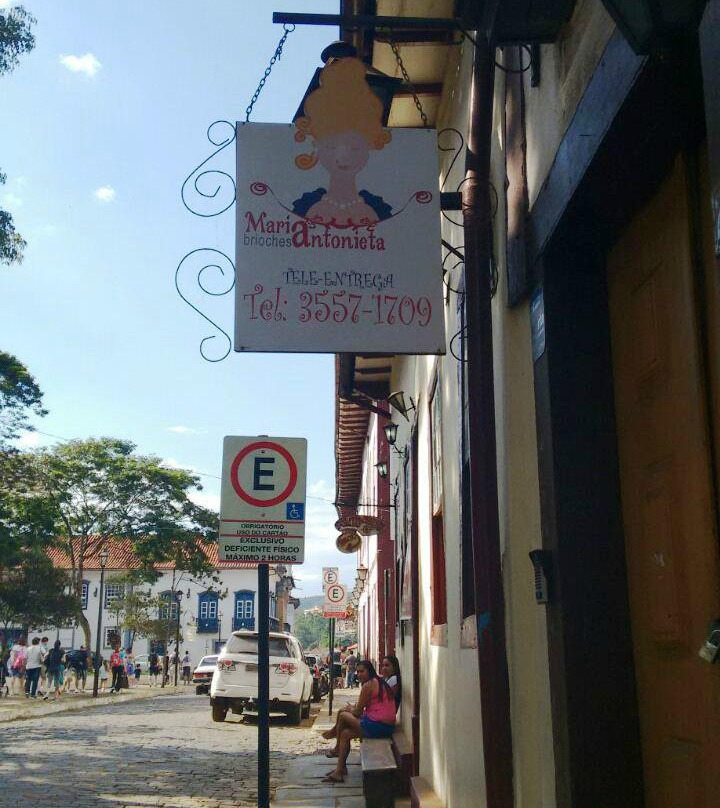 Maria antonieta
brioches
TELE-ENTREGA
Tel: 3557-1709
E
OBRIGATÓRIO
USO DO CARTÃO
EXCLUSIVO
DEFICIENTE FÍSICO
MÁXIMO 2 HORAS
E
E